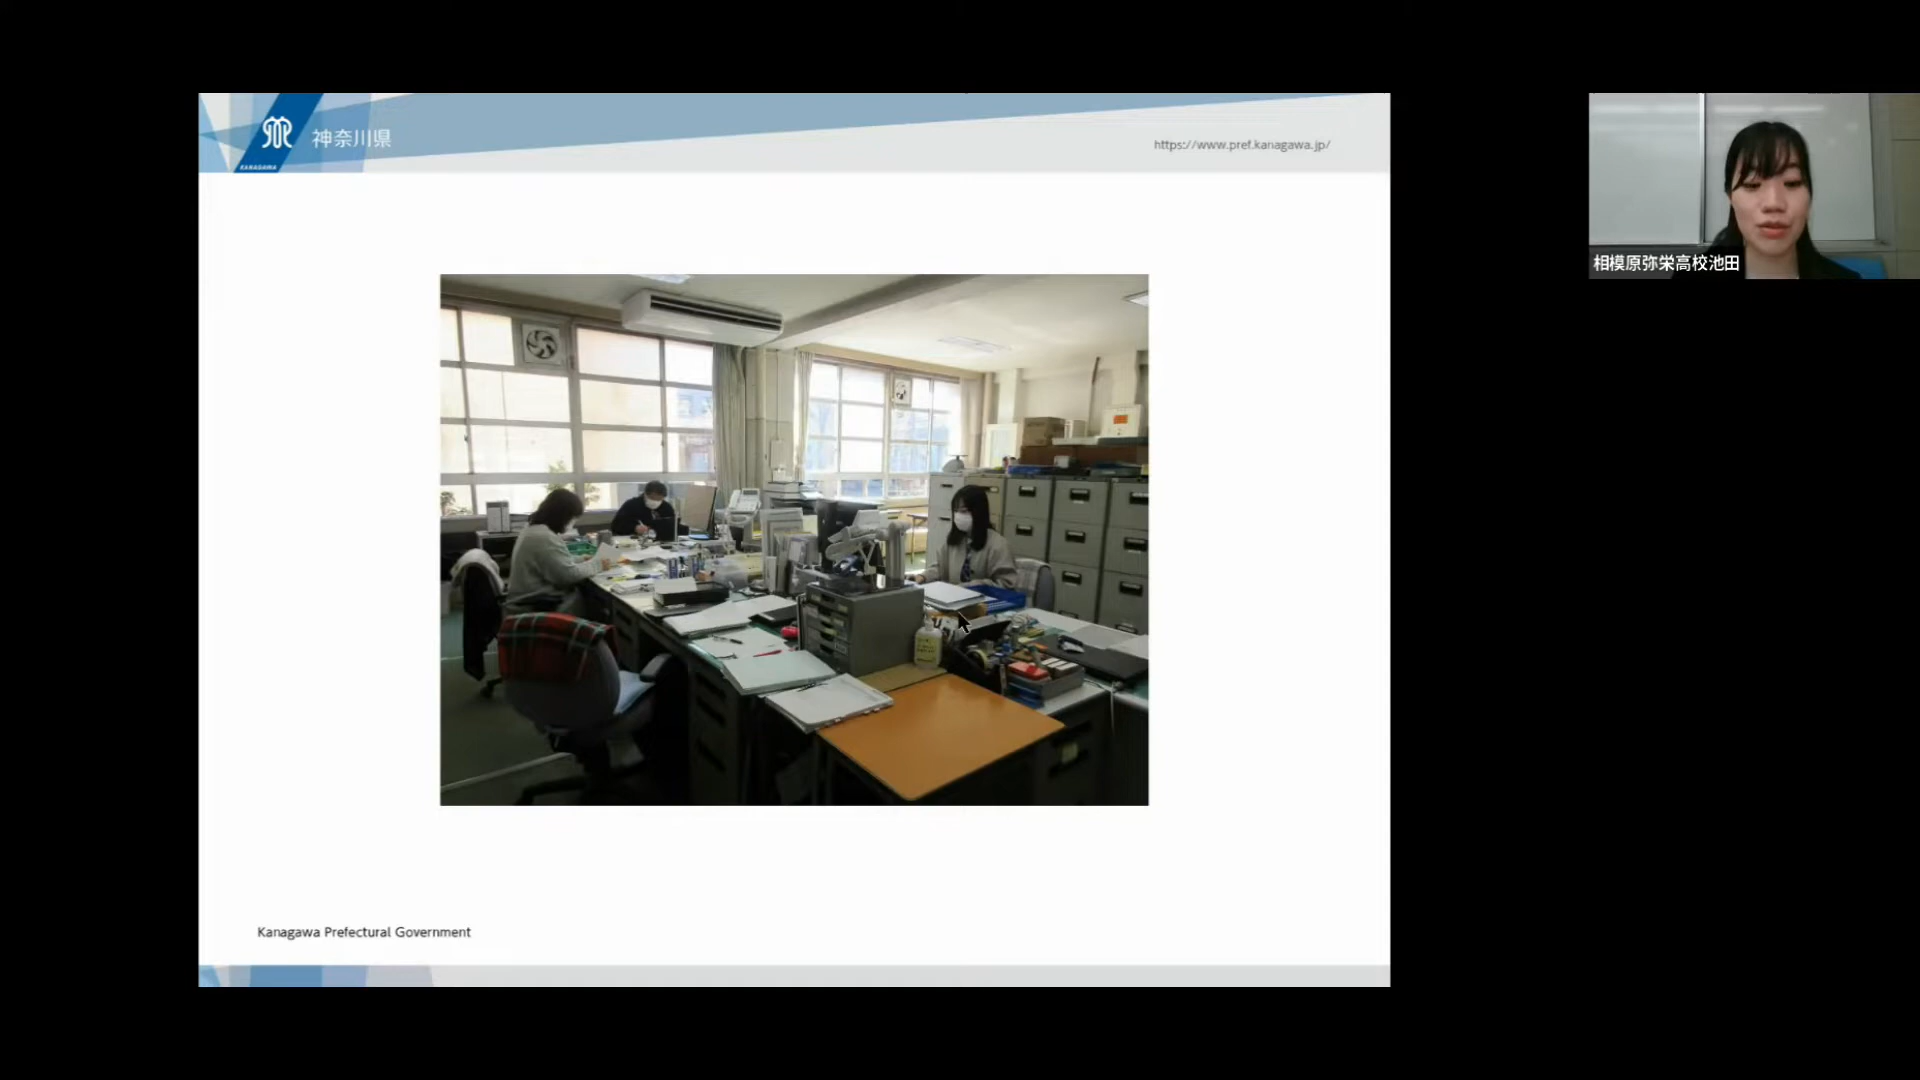 神奈川県
KANAGAWA
https://www.pref.kanagawa.jp/
相模原弥栄高校池田
Kanagawa Prefectural Government